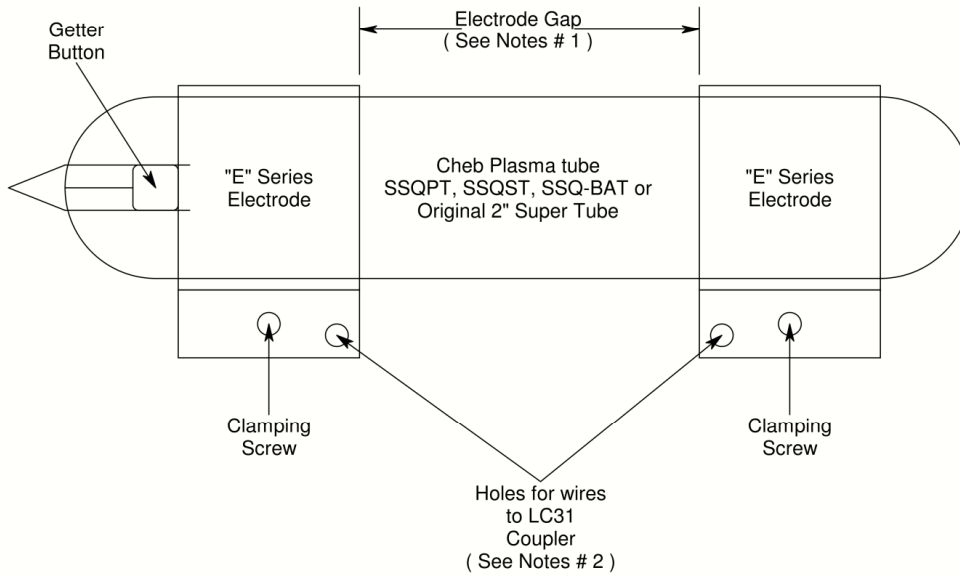 Electrode Gap
( See Notes # 1 )
Getter
Button
"E" Series
Electrode
Cheb Plasma tube
SSQPT, SSQST, SSQ-BAT or
Original 2" Super Tube
"E" Series
Electrode
Clamping
Screw
Clamping
Screw
Holes for wires
to LC31
Coupler
( See Notes # 2 )